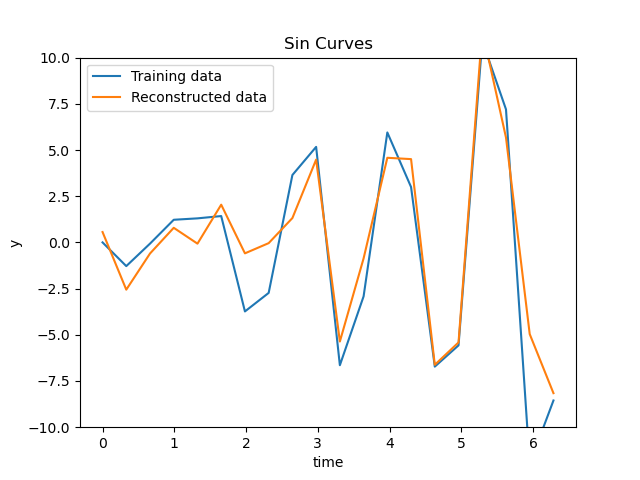 Sin Curves
Training data
Reconstructed data
10.0
7.5
5.0
2.5
0.0
−2.5
−5.0
−7.5
−10.0
y
0 1 2 3 4 5 6
time